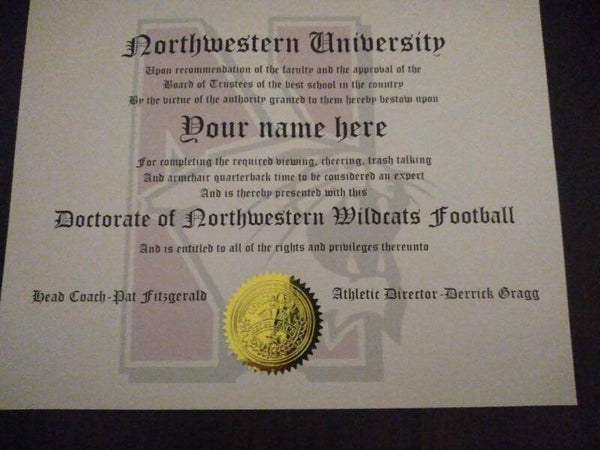 Northwestern University
Upon recommendation of the faculty and the approval of the
Board of Trustees of the best school in the country
By the virtue of the authority granted to them hereby bestow upon
Your name here
For completing the required viewing, cheering, trash talking
And armchair quarterback time to be considered an expert
And is thereby presented with this
Doctorate of Northwestern Wildcats Football
And is entitled to all of the rights and privileges thereunto
Head Coach-Pat Fitzgerald
Athletic Director-Derrick Gragg